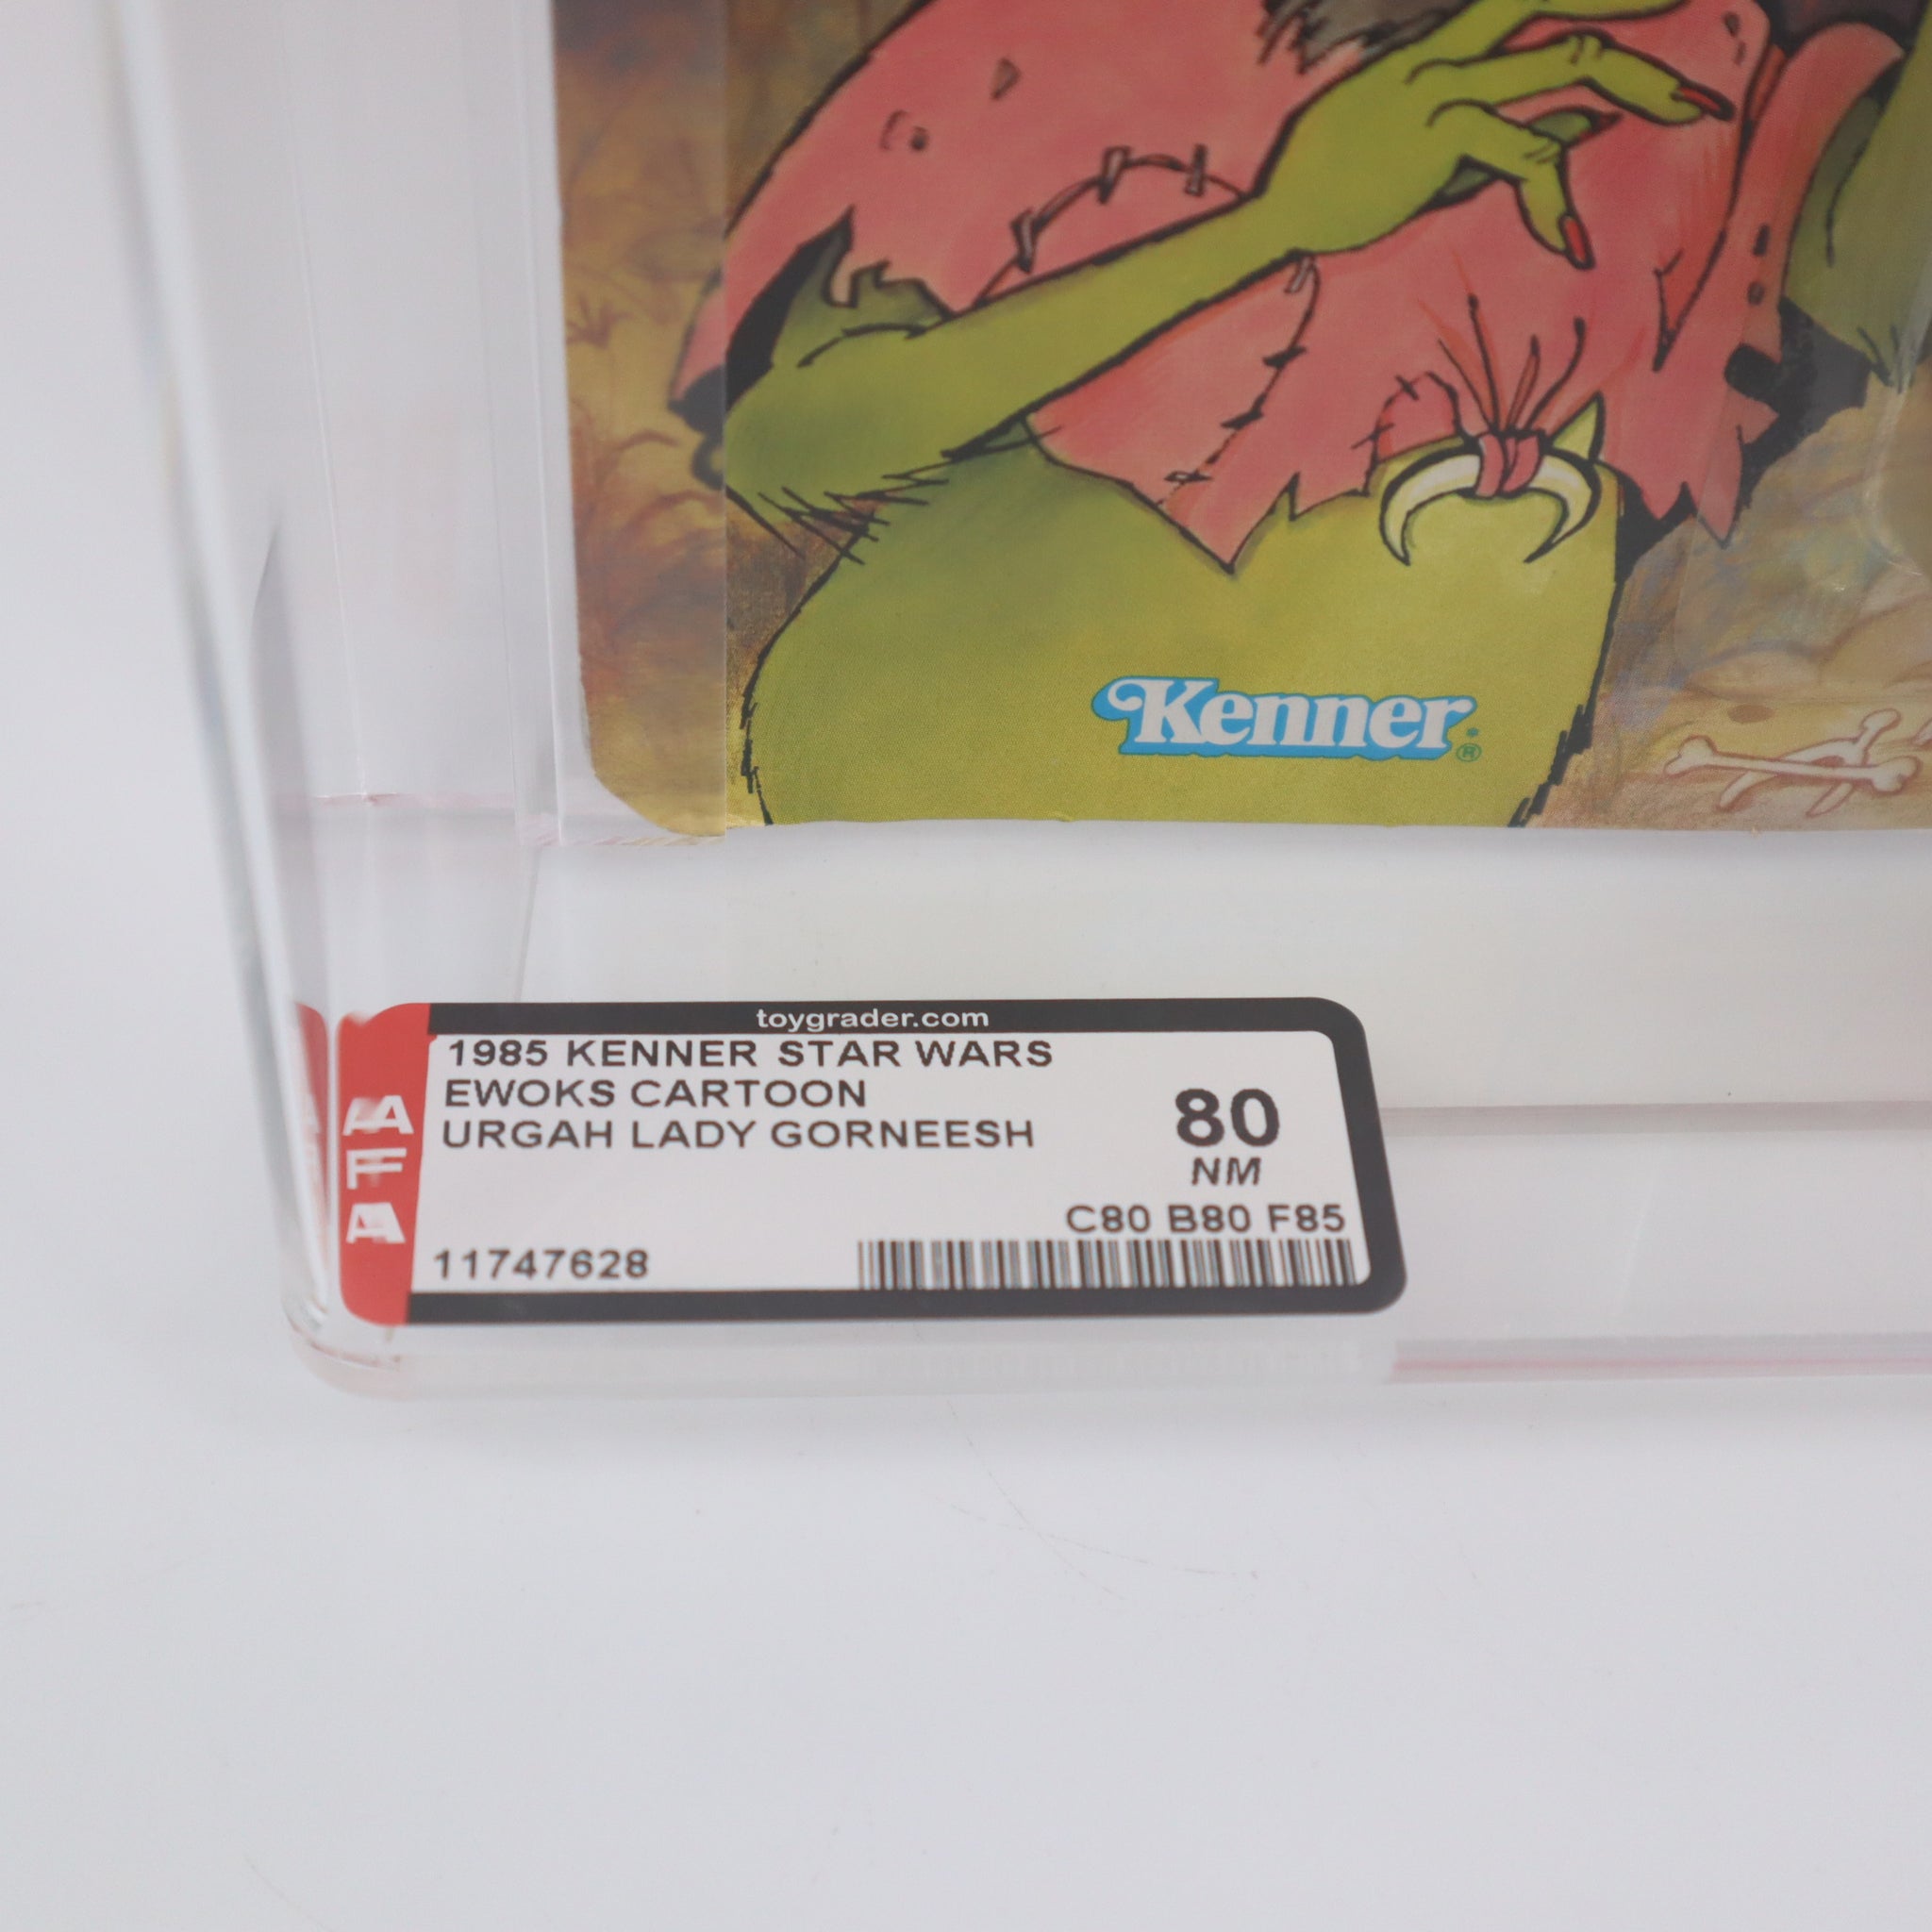 Kenner®
toygrader.com
1985 KENNER STAR WARS
EWOKS CARTOON
URGAH LADY GORNEESH
80
NM
C80 B80 F85
11747628
AFA